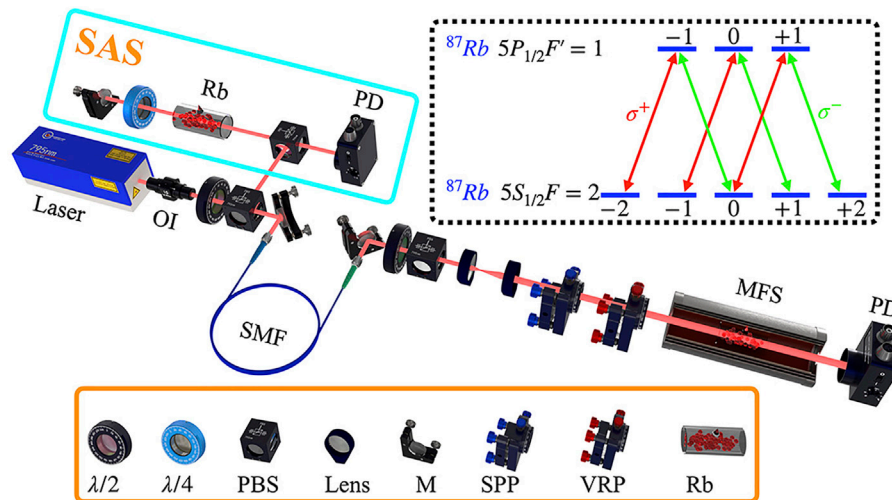 SAS
Rb
PD
795nm
Laser
OI
SMF
⁸⁷Rb 5P₁/₂F′ = 1
−1 0 +1
σ⁺ σ⁻
⁸⁷Rb 5S₁/₂F = 2
−2 −1 0 +1 +2
MFS
PD
λ/2 λ/4 PBS Lens M SPP VRP Rb